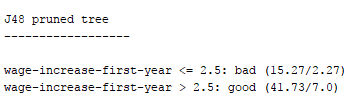 J48 pruned tree
------------------
wage-increase-first-year <= 2.5: bad (15.27/2.27)
wage-increase-first-year > 2.5: good (41.73/7.0)